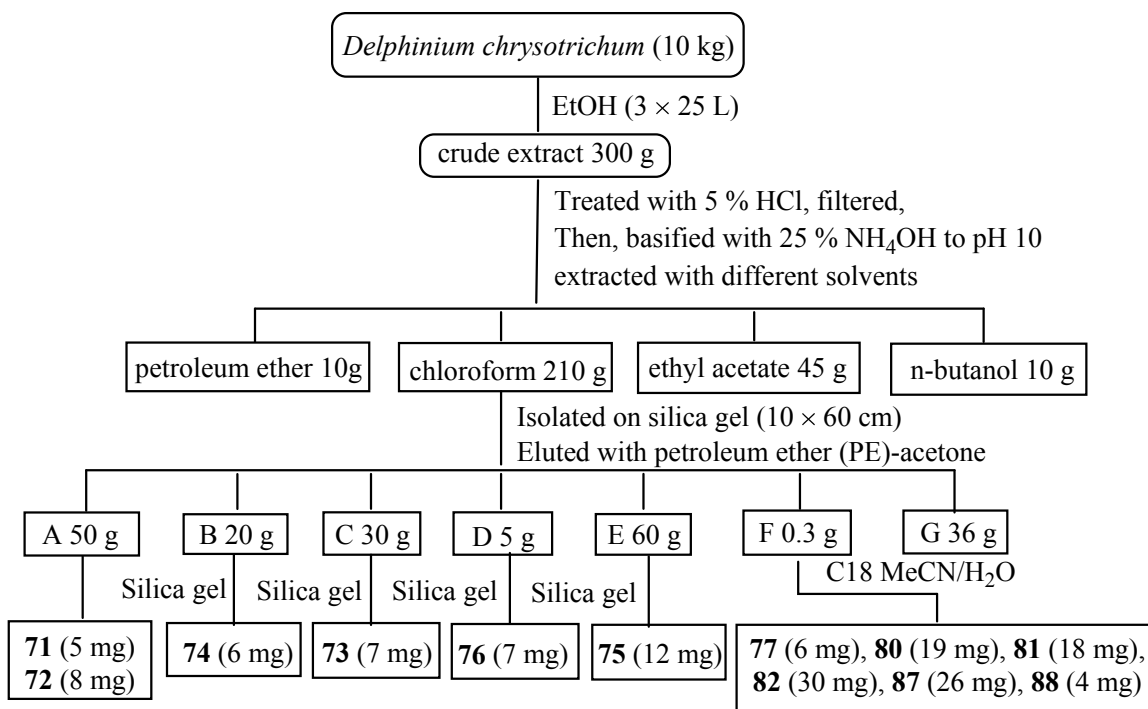 Delphinium chrysotrichum (10 kg)
EtOH (3 × 25 L)
crude extract 300 g
Treated with 5 % HCl, filtered,
Then, basified with 25 % NH₄OH to pH 10
extracted with different solvents
petroleum ether 10g
chloroform 210 g
ethyl acetate 45 g
n-butanol 10 g
Isolated on silica gel (10 × 60 cm)
Eluted with petroleum ether (PE)-acetone
A 50 g
B 20 g
C 30 g
D 5 g
E 60 g
F 0.3 g
G 36 g
Silica gel
Silica gel
Silica gel
Silica gel
C18 MeCN/H₂O
71 (5 mg)
72 (8 mg)
74 (6 mg)
73 (7 mg)
76 (7 mg)
75 (12 mg)
77 (6 mg), 80 (19 mg), 81 (18 mg),
82 (30 mg), 87 (26 mg), 88 (4 mg)